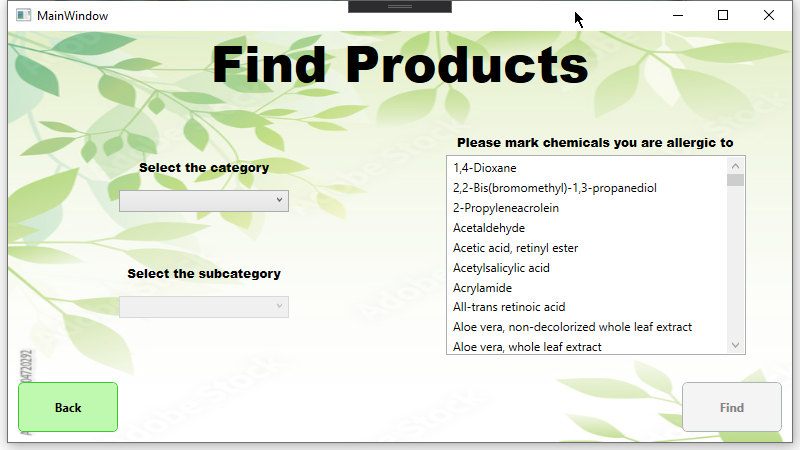 MainWindow
Find Products
Please mark chemicals you are allergic to
Select the category
1,4-Dioxane
2,2-Bis(bromomethyl)-1,3-propanediol
2-Propyleneacrolein
Acetaldehyde
Acetic acid, retinyl ester
Acetylsalicylic acid
Acrylamide
All-trans retinoic acid
Aloe vera, non-decolorized whole leaf extract
Aloe vera, whole leaf extract
Select the subcategory
Back
Find
Adobe Stock